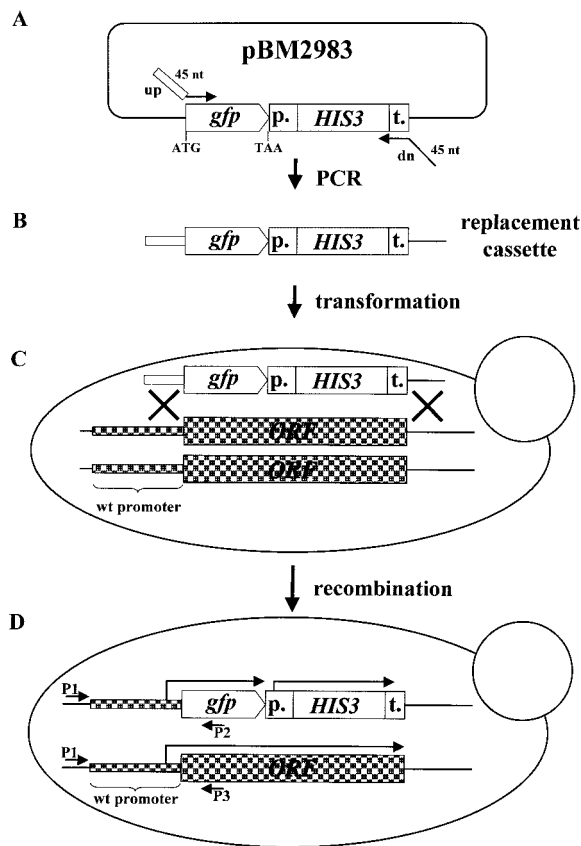 A
pBM2983
45 nt
up
gfp p. HIS3 t.
ATG TAA
dn 45 nt
PCR
B
gfp p. HIS3 t.
replacement
cassette
transformation
C
gfp p. HIS3 t.
ORF
ORF
wt promoter
recombination
D
P1
gfp p. HIS3 t.
P2
P1
ORF
wt promoter P3